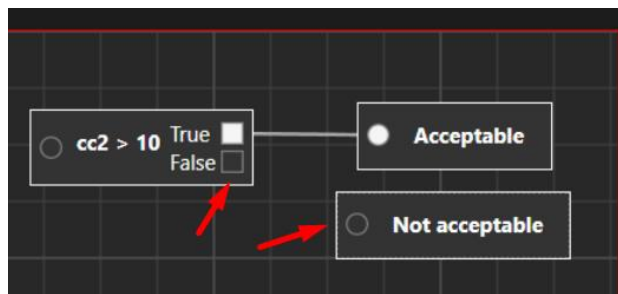 cc2 > 10
True
False
Acceptable
Not acceptable